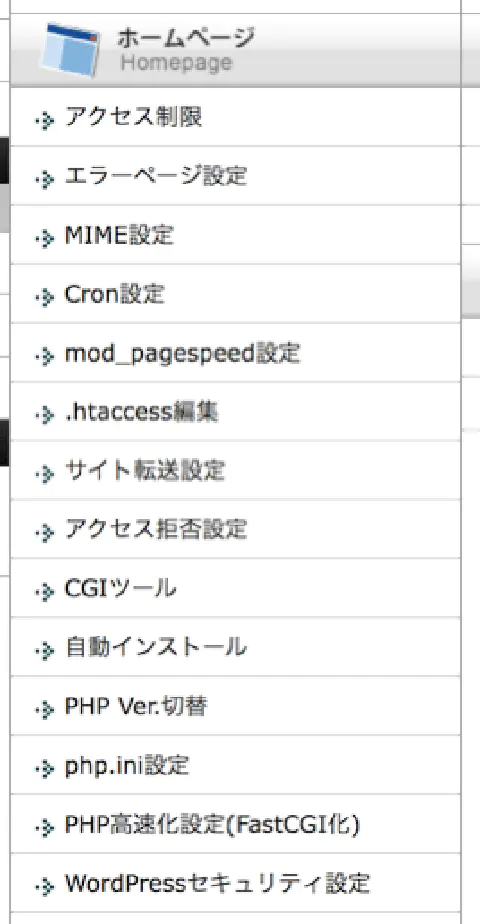 ホームページ
Homepage
アクセス制限
エラーページ設定
MIME設定
Cron設定
mod_pagespeed設定
.htaccess編集
サイト転送設定
アクセス拒否設定
CGIツール
自動インストール
PHP Ver.切替
php.ini設定
PHP高速化設定(FastCGI化)
WordPressセキュリティ設定